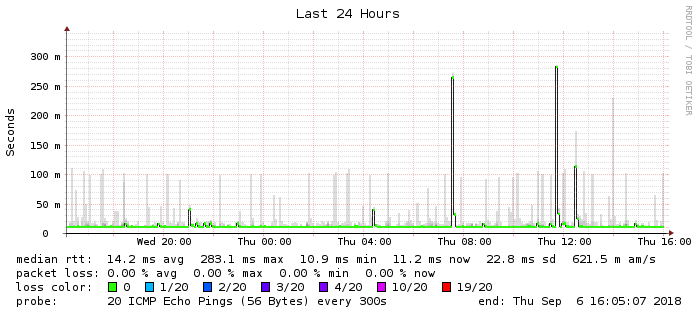 Last 24 Hours
RRDTOOL / TOBI OETIKER
Seconds
300 m
250 m
200 m
150 m
100 m
50 m
0
Wed 20:00 Thu 00:00 Thu 04:00 Thu 08:00 Thu 12:00 Thu 16:00
median rtt: 14.2 ms avg 283.1 ms max 10.9 ms min 11.2 ms now 22.8 ms sd 621.5 m am/s
packet loss: 0.00 % avg 0.00 % max 0.00 % min 0.00 % now
loss color: 0 1/20 2/20 3/20 4/20 10/20 19/20
probe: 20 ICMP Echo Pings (56 Bytes) every 300s end: Thu Sep 6 16:05:07 2018